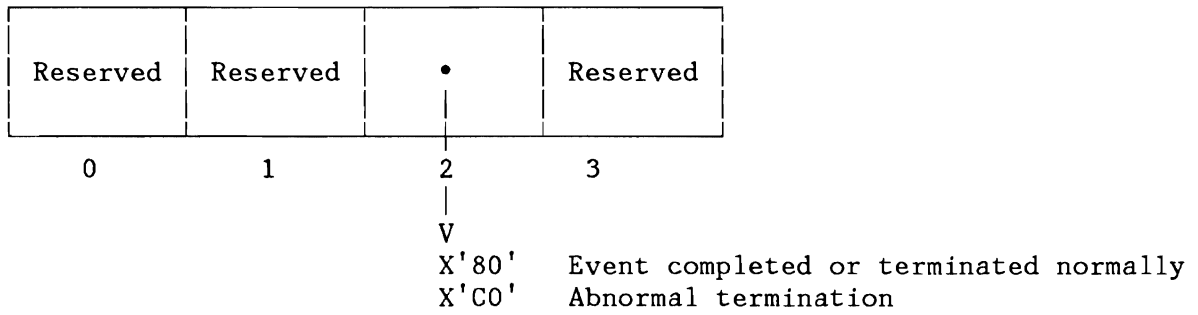 Reserved Reserved • Reserved
0 1 2 3
V
X'80' Event completed or terminated normally
X'C0' Abnormal termination